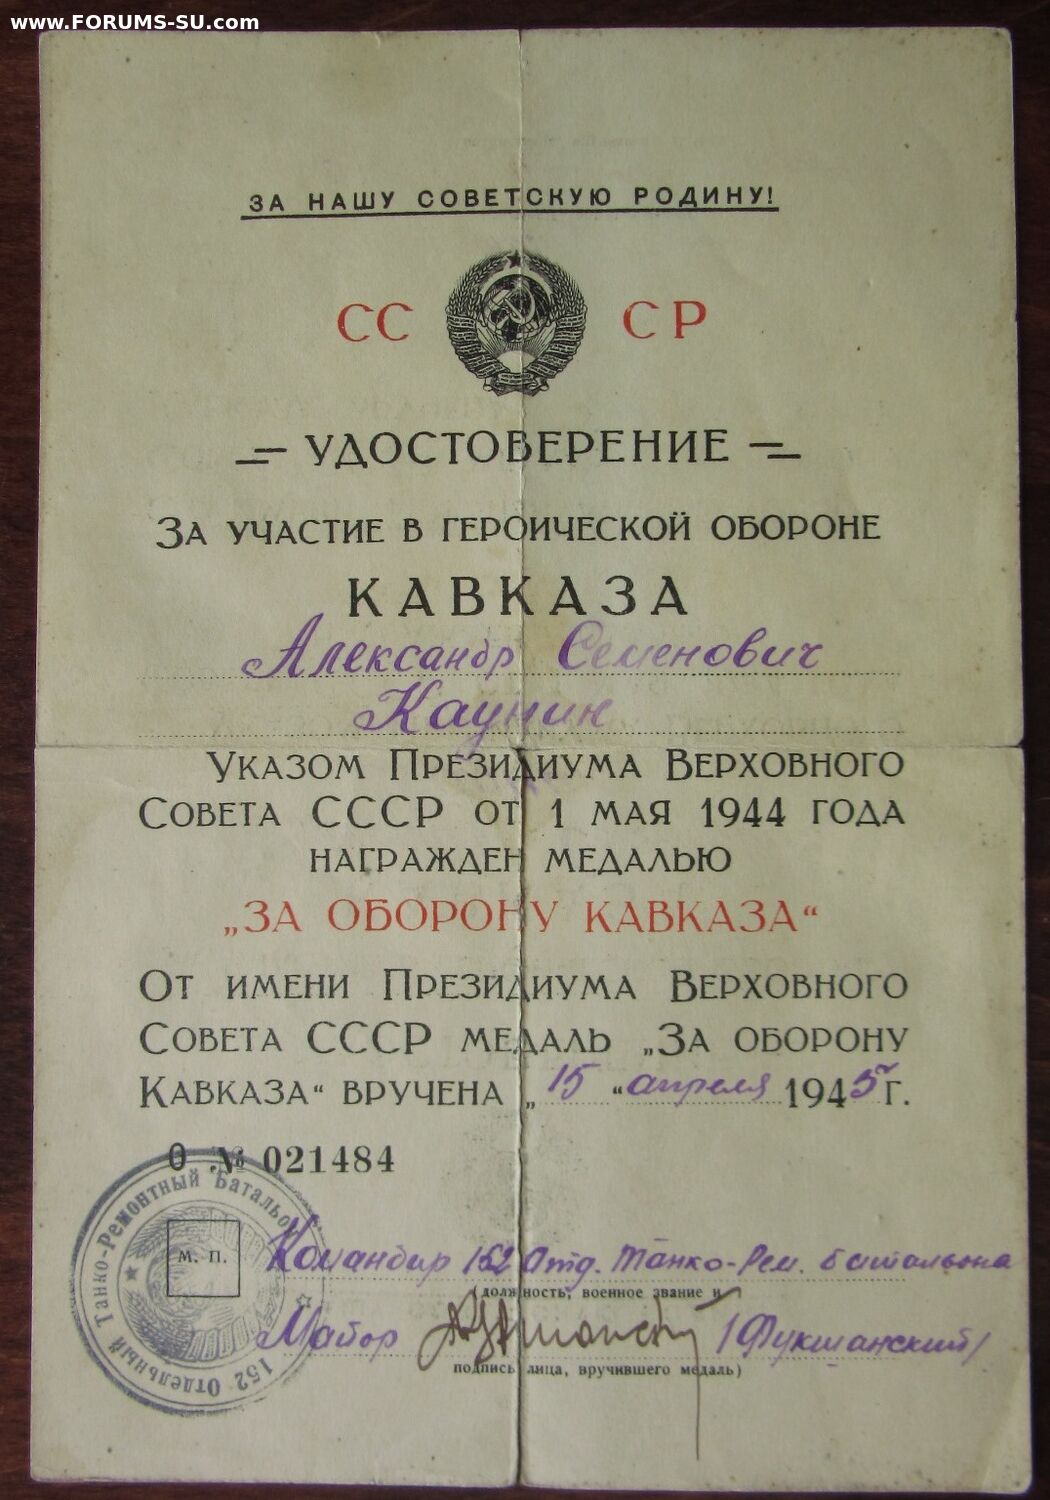 www.FORUMS-SU.com
ЗА НАШУ СОВЕТСКУЮ РОДИНУ!
СС СР
УДОСТОВЕРЕНИЕ
ЗА УЧАСТИЕ В ГЕРОИЧЕСКОЙ ОБОРОНЕ
КАВКАЗА
Александр Семенович
Каунин
УКАЗОМ ПРЕЗИДИУМА ВЕРХОВНОГО
СОВЕТА СССР ОТ 1 МАЯ 1944 ГОДА
НАГРАЖДЕН МЕДАЛЬЮ
„ЗА ОБОРОНУ КАВКАЗА“
ОТ ИМЕНИ ПРЕЗИДИУМА ВЕРХОВНОГО
СОВЕТА СССР МЕДАЛЬ „ЗА ОБОРОНУ
КАВКАЗА“ ВРУЧЕНА „15“ апреля 1945 Г.
О № 021484
152 Отдельный Танко-Ремонтный Батальон
М. П.
Командир 152 Отд. Танко-Рем. батальона
(должность, военное звание и
Майор /Фукшанский/
подпись лица, вручившего медаль)